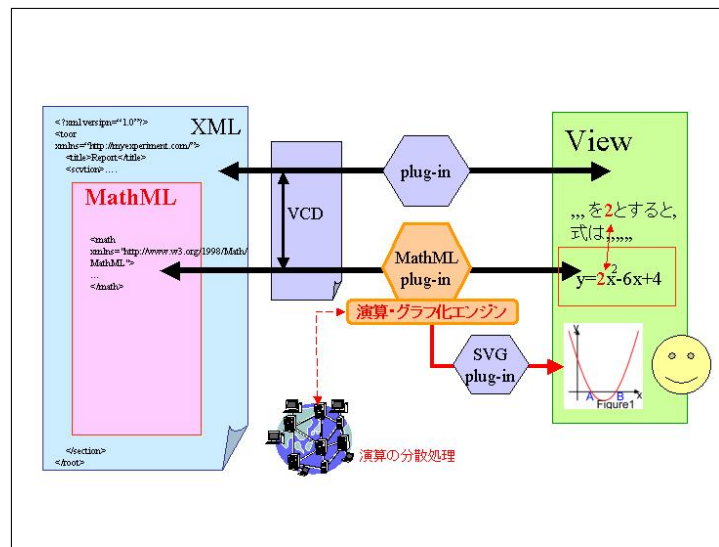 <?xml versipn="1.0"?>
<toor
xmlns="http://myexperiment.com/">
<title>Report</title>
<scvtion>....
XML
MathML
<math
xmlns="http://www.w3.org/1998/Math/
MathML">
...
</math>
</section>
</root>
VCD
plug-in
MathML
plug-in
演算・グラフ化エンジン
SVG
plug-in
演算の分散処理
View
,,, を2とすると,
式は,,,,,,
y=2x²-6x+4
y
A
B
x
Figure1